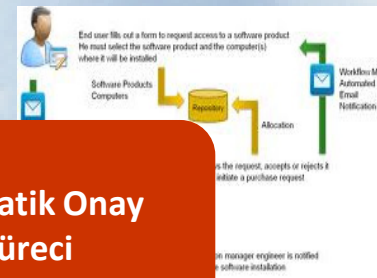 End user fills out a form to request access to a software product
He must select the software product and the computer(s)
where it will be installed
Software Products
Computers
Workflow M
Automated
Email
Notification
Repository
Allocation
the request, accepts or rejects it
initiate a purchase request
atik Onay
üreci
manager engineer is notified
software installation